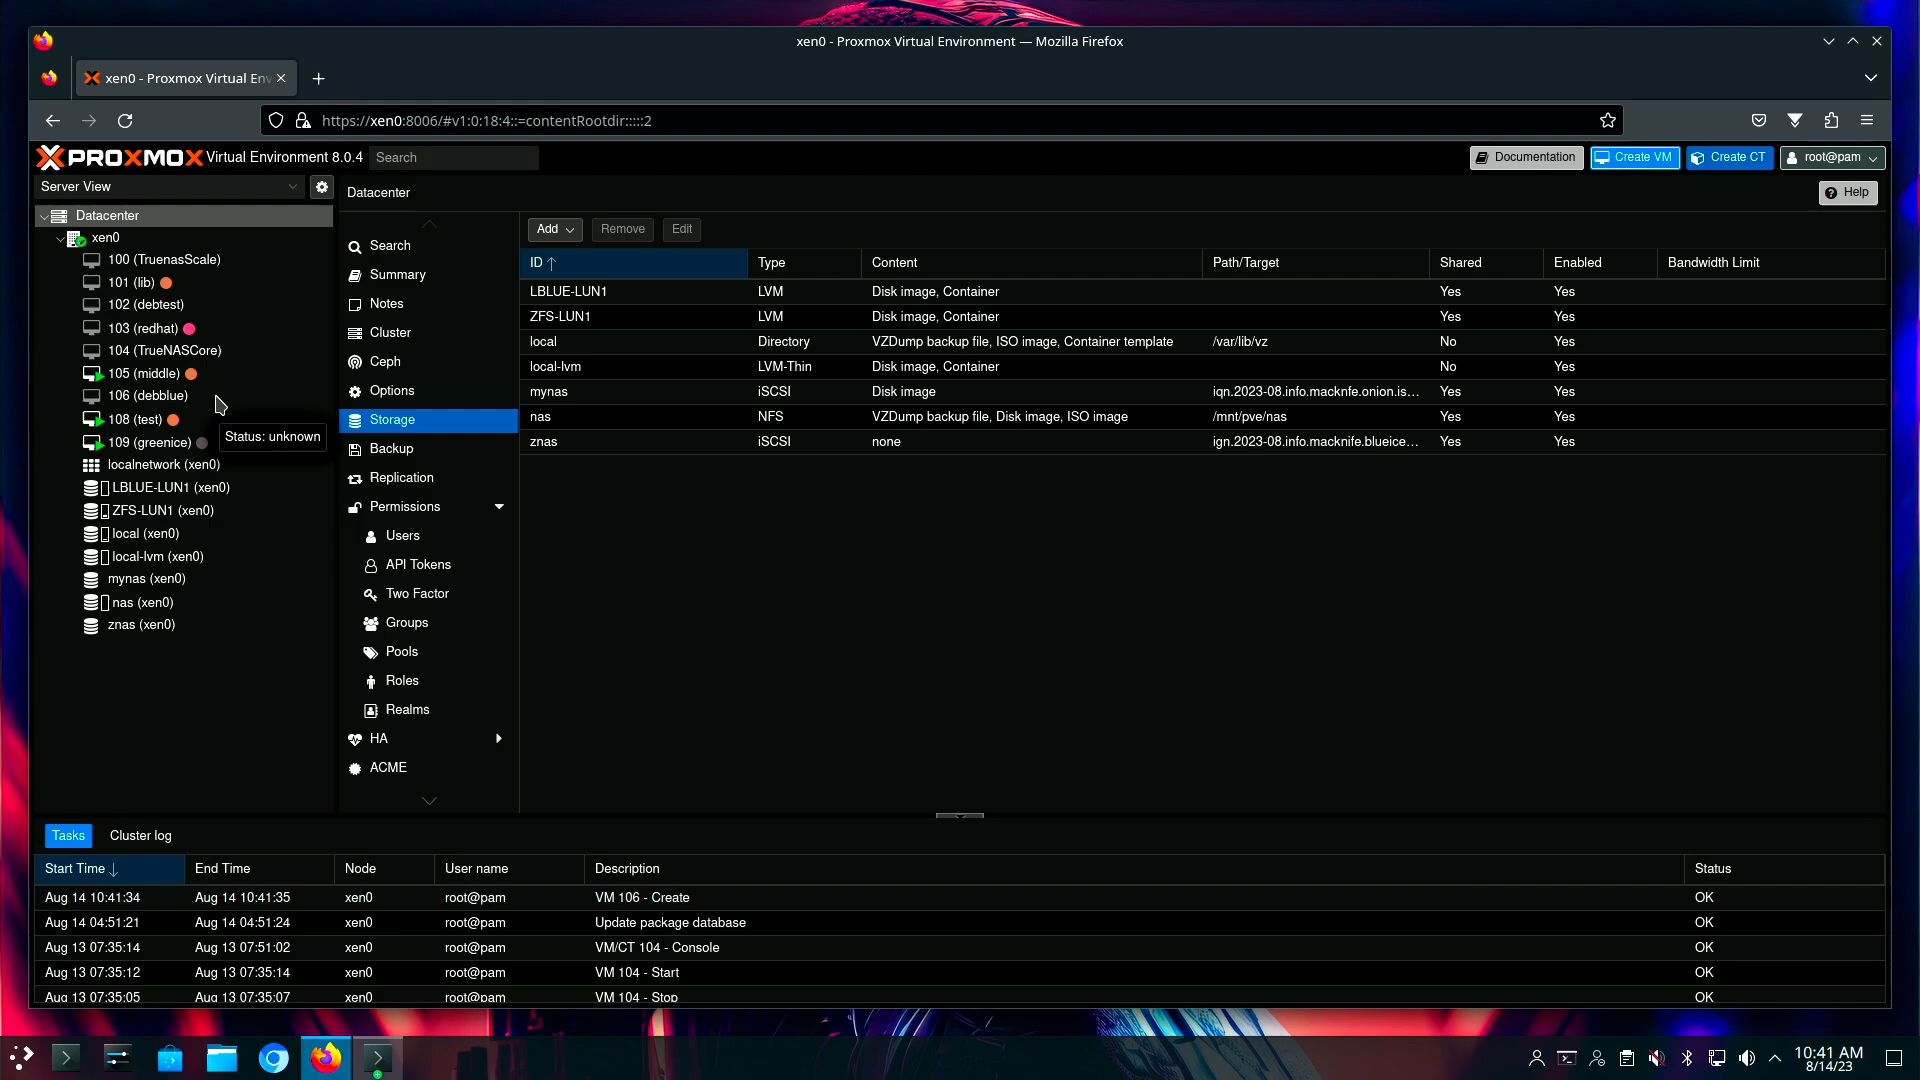 xen0 - Proxmox Virtual Environment — Mozilla Firefox
xen0 - Proxmox Virtual Env
https://xen0:8006/#v1:0:18:4::=contentRootdir:::::2
PROXMOX Virtual Environment 8.0.4 Search
Documentation Create VM Create CT root@pam
Server View
Datacenter
Help
Datacenter
xen0
100 (TruenasScale)
101 (lib)
102 (debtest)
103 (redhat)
104 (TrueNASCore)
105 (middle)
106 (debblue)
108 (test)
109 (greenice)
Status: unknown
localnetwork (xen0)
LBLUE-LUN1 (xen0)
ZFS-LUN1 (xen0)
local (xen0)
local-lvm (xen0)
mynas (xen0)
nas (xen0)
znas (xen0)
Search
Summary
Notes
Cluster
Ceph
Options
Storage
Backup
Replication
Permissions
Users
API Tokens
Two Factor
Groups
Pools
Roles
Realms
HA
ACME
Add Remove Edit
ID Type Content Path/Target Shared Enabled Bandwidth Limit
LBLUE-LUN1 LVM Disk image, Container Yes Yes
ZFS-LUN1 LVM Disk image, Container Yes Yes
local Directory VZDump backup file, ISO image, Container template /var/lib/vz No Yes
local-lvm LVM-Thin Disk image, Container No Yes
mynas iSCSI Disk image iqn.2023-08.info.macknfe.onion.is... Yes Yes
nas NFS VZDump backup file, Disk image, ISO image /mnt/pve/nas Yes Yes
znas iSCSI none ign.2023-08.info.macknife.blueice... Yes Yes
Tasks Cluster log
Start Time End Time Node User name Description Status
Aug 14 10:41:34 Aug 14 10:41:35 xen0 root@pam VM 106 - Create OK
Aug 14 04:51:21 Aug 14 04:51:24 xen0 root@pam Update package database OK
Aug 13 07:35:14 Aug 13 07:51:02 xen0 root@pam VM/CT 104 - Console OK
Aug 13 07:35:12 Aug 13 07:35:14 xen0 root@pam VM 104 - Start OK
Aug 13 07:35:05 Aug 13 07:35:07 xen0 root@pam VM 104 - Stop OK
10:41 AM
8/14/23